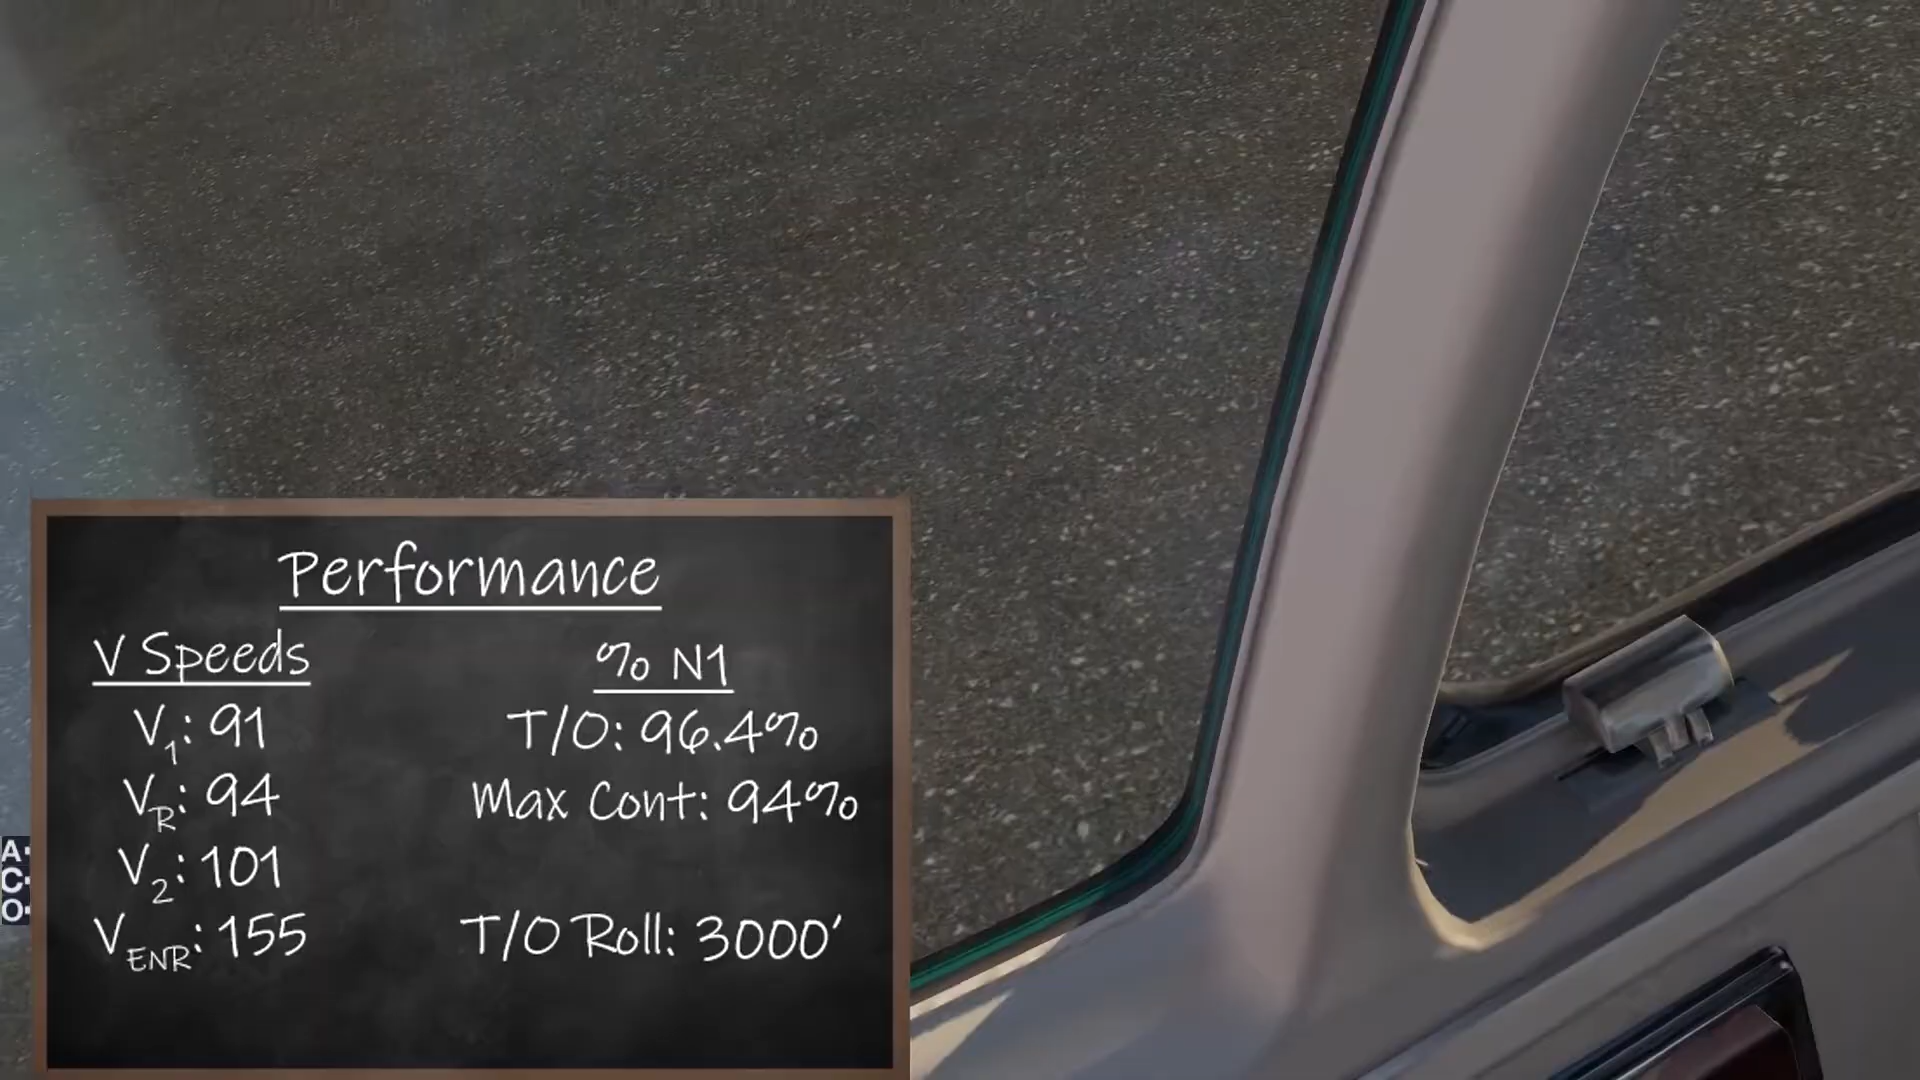 Performance
V Speeds
V1: 91
VR: 94
V2: 101
VENR: 155
% N1
T/O: 96.4%
Max Cont: 94%
T/O Roll: 3000'
A
C
O